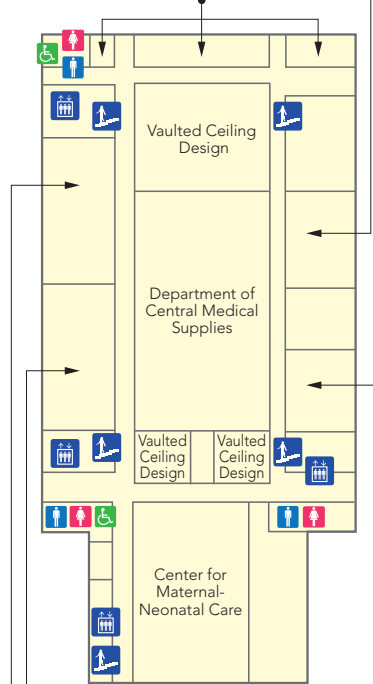 Vaulted Ceiling
Design
Department of
Central Medical
Supplies
Vaulted
Ceiling
Design
Vaulted
Ceiling
Design
Center for
Maternal-
Neonatal Care